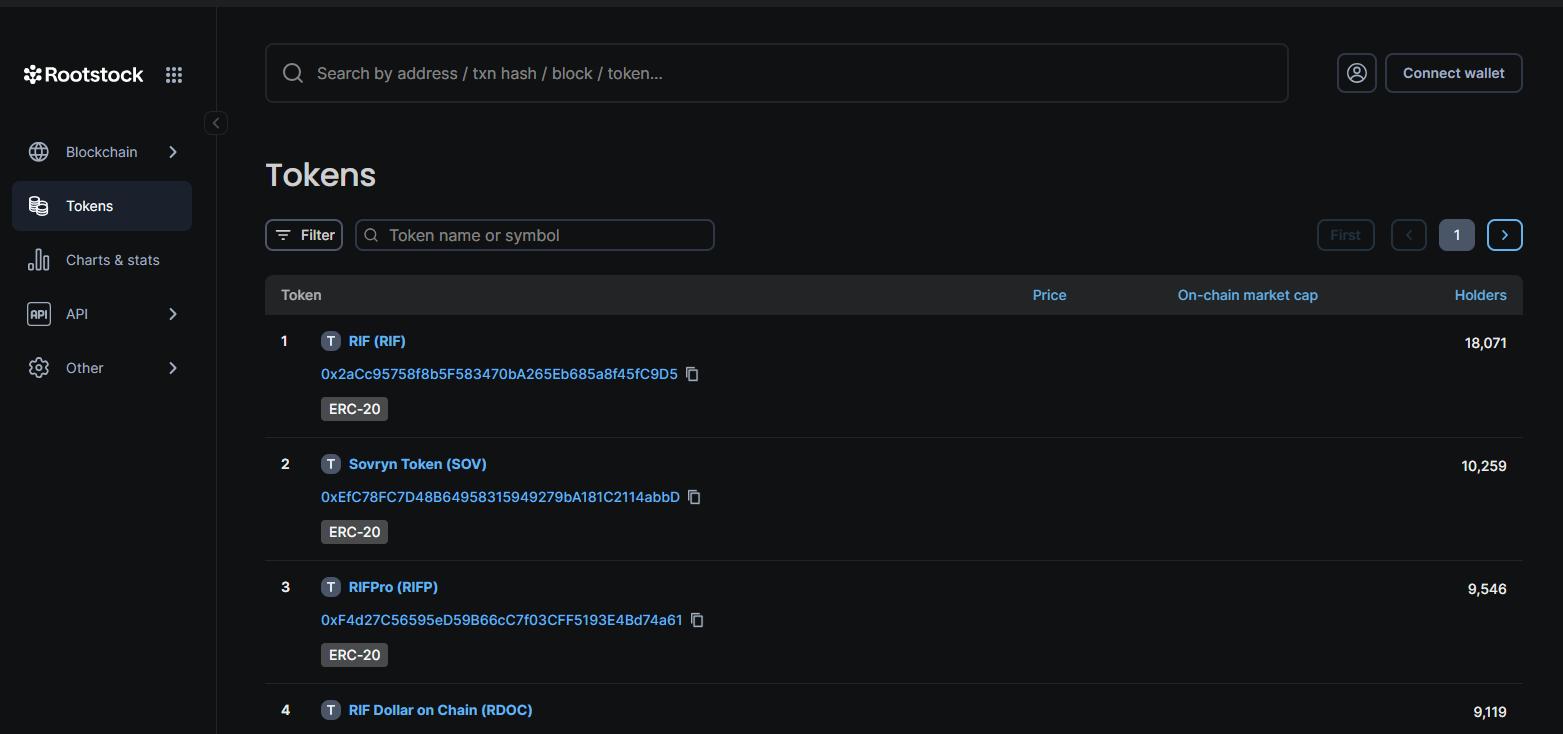 Rootstock
Search by address / txn hash / block / token...
Connect wallet
Blockchain
Tokens
Charts & stats
API API
Other
Tokens
Filter
Token name or symbol
First
1
Token Price On-chain market cap Holders
1 T RIF (RIF) 18,071
0x2aCc95758f8b5F583470bA265Eb685a8f45fC9D5
ERC-20
2 T Sovryn Token (SOV) 10,259
0xEfC78FC7D48B64958315949279bA181C2114abbD
ERC-20
3 T RIFPro (RIFP) 9,546
0xF4d27C56595eD59B66cC7f03CFF5193E4Bd74a61
ERC-20
4 T RIF Dollar on Chain (RDOC) 9,119